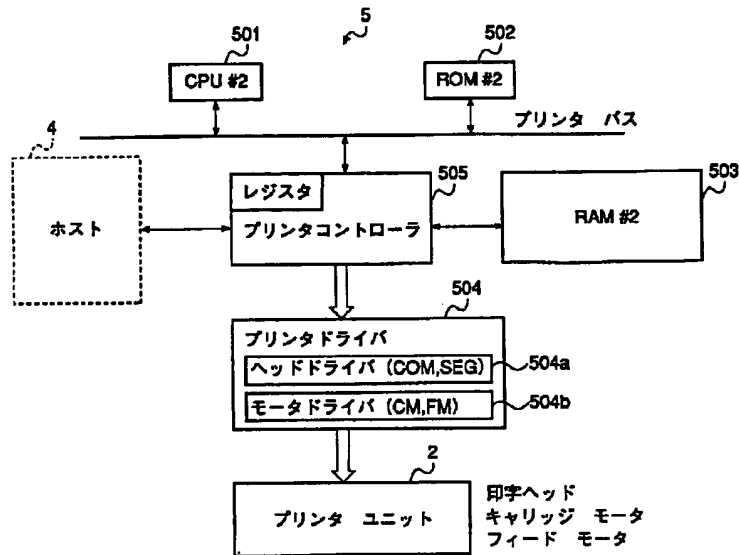 5
501
CPU #2
502
ROM #2
プリンタ バス
4
ホスト
レジスタ
プリンタコントローラ
505
503
RAM #2
504
プリンタドライバ
ヘッドドライバ (COM,SEG)
504a
モータドライバ (CM,FM)
504b
2
プリンタ ユニット
印字ヘッド
キャリッジ モータ
フィード モータ